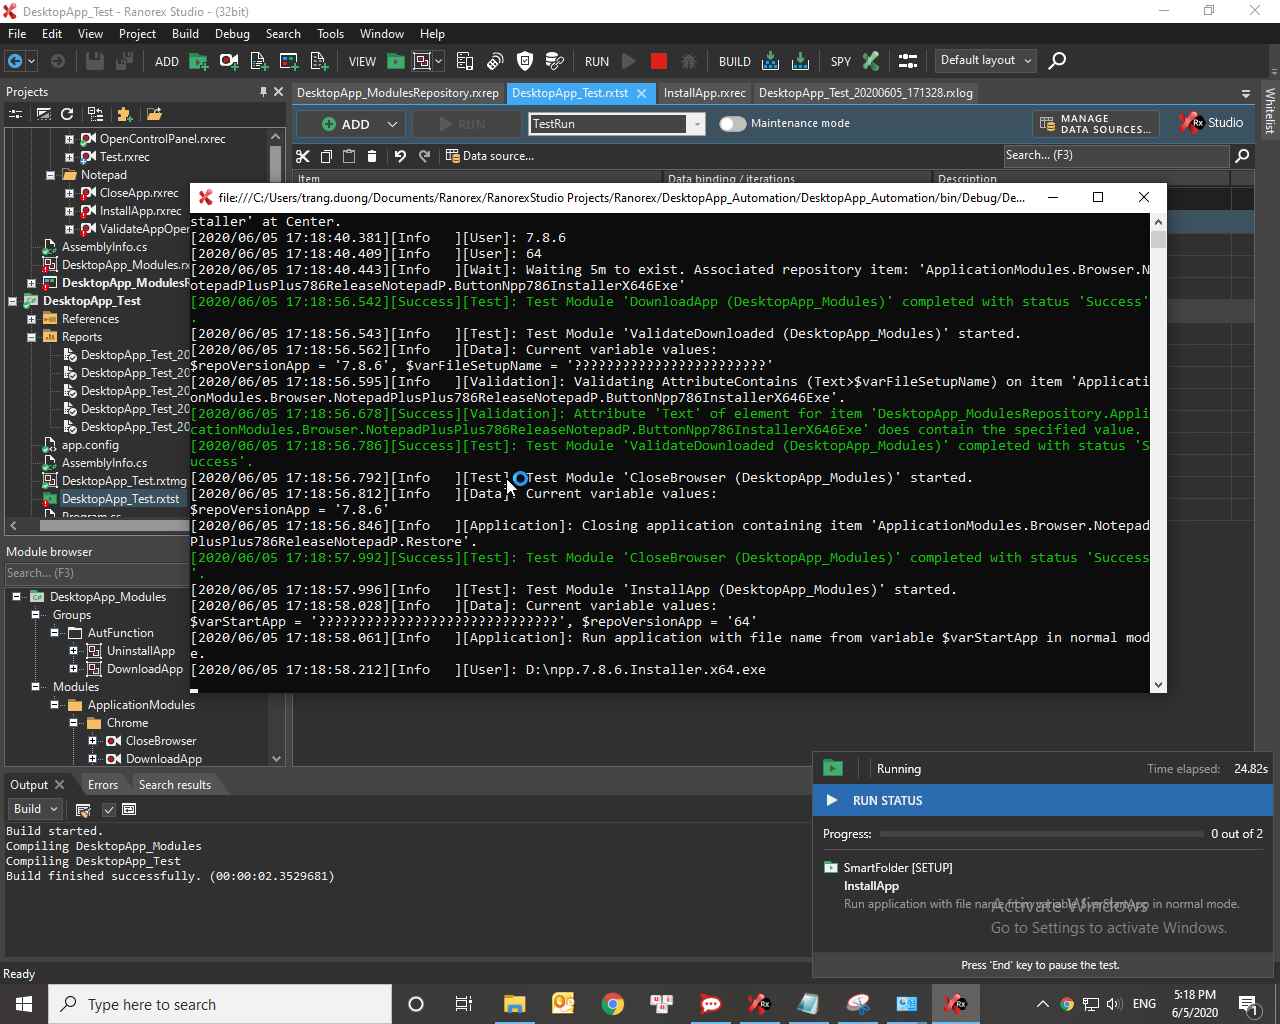 DesktopApp_Test - Ranorex Studio - (32bit)
File Edit View Project Build Debug Search Tools Window Help
ADD VIEW RUN BUILD SPY Default layout
Projects
DesktopApp_ModulesRepository.rxrep DesktopApp_Test.rxtst InstallApp.rxrec DesktopApp_Test_20200605_171328.rxlog
Whitelist
ADD RUN TestRun Maintenance mode MANAGE DATA SOURCES... Rx Studio
Data source... Search... (F3)
Item Data binding / iterations Description
OpenControlPanel.rxrec
Test.rxrec
Notepad
CloseApp.rxrec
InstallApp.rxrec
ValidateAppOper
AssemblyInfo.cs
DesktopApp_Modules.rx
DesktopApp_ModulesR
DesktopApp_Test
References
Reports
DesktopApp_Test_20
DesktopApp_Test_20
DesktopApp_Test_20
DesktopApp_Test_20
DesktopApp_Test_20
app.config
AssemblyInfo.cs
DesktopApp_Test.rxtmg
DesktopApp_Test.rxtst
Program.cs
file:///C:/Users/trang.duong/Documents/Ranorex/RanorexStudio Projects/Ranorex/DesktopApp_Automation/DesktopApp_Automation/bin/Debug/De...
staller' at Center.
[2020/06/05 17:18:40.381][Info   ][User]: 7.8.6
[2020/06/05 17:18:40.409][Info   ][User]: 64
[2020/06/05 17:18:40.443][Info   ][Wait]: Waiting 5m to exist. Associated repository item: 'ApplicationModules.Browser.N
otepadPlusPlus786ReleaseNotepadP.ButtonNpp786InstallerX646Exe'
[2020/06/05 17:18:56.542][Success][Test]: Test Module 'DownloadApp (DesktopApp_Modules)' completed with status 'Success'
.
[2020/06/05 17:18:56.543][Info   ][Test]: Test Module 'ValidateDownloaded (DesktopApp_Modules)' started.
[2020/06/05 17:18:56.562][Info   ][Data]: Current variable values:
$repoVersionApp = '7.8.6', $varFileSetupName = '????????????????????????'
[2020/06/05 17:18:56.595][Info   ][Validation]: Validating AttributeContains (Text>$varFileSetupName) on item 'Applicati
onModules.Browser.NotepadPlusPlus786ReleaseNotepadP.ButtonNpp786InstallerX646Exe'.
[2020/06/05 17:18:56.678][Success][Validation]: Attribute 'Text' of element for item 'DesktopApp_ModulesRepository.Appli
cationModules.Browser.NotepadPlusPlus786ReleaseNotepadP.ButtonNpp786InstallerX646Exe' does contain the specified value.
[2020/06/05 17:18:56.786][Success][Test]: Test Module 'ValidateDownloaded (DesktopApp_Modules)' completed with status 'S
uccess'.
[2020/06/05 17:18:56.792][Info   ][Test]: Test Module 'CloseBrowser (DesktopApp_Modules)' started.
[2020/06/05 17:18:56.812][Info   ][Data]: Current variable values:
$repoVersionApp = '7.8.6'
[2020/06/05 17:18:56.846][Info   ][Application]: Closing application containing item 'ApplicationModules.Browser.Notepad
PlusPlus786ReleaseNotepadP.Restore'.
[2020/06/05 17:18:57.992][Success][Test]: Test Module 'CloseBrowser (DesktopApp_Modules)' completed with status 'Success
'.
[2020/06/05 17:18:57.996][Info   ][Test]: Test Module 'InstallApp (DesktopApp_Modules)' started.
[2020/06/05 17:18:58.028][Info   ][Data]: Current variable values:
$varStartApp = '??????????????????????????????', $repoVersionApp = '64'
[2020/06/05 17:18:58.061][Info   ][Application]: Run application with file name from variable $varStartApp in normal mod
e.
[2020/06/05 17:18:58.212][Info   ][User]: D:\npp.7.8.6.Installer.x64.exe
Module browser
Search... (F3)
DesktopApp_Modules
Groups
AutFunction
UninstallApp
DownloadApp
Modules
ApplicationModules
Chrome
CloseBrowser
DownloadApp
Output Errors Search results
Build
Build started.
Compiling DesktopApp_Modules
Compiling DesktopApp_Test
Build finished successfully. (00:00:02.3529681)
Running Time elapsed: 24.82s
RUN STATUS
Progress: 0 out of 2
SmartFolder [SETUP]
InstallApp
Run application with file name from variable $varStartApp in normal mode.
Activate Windows
Go to Settings to activate Windows.
Press 'End' key to pause the test.
Ready
Type here to search
ENG 5:18 PM
6/5/2020
1